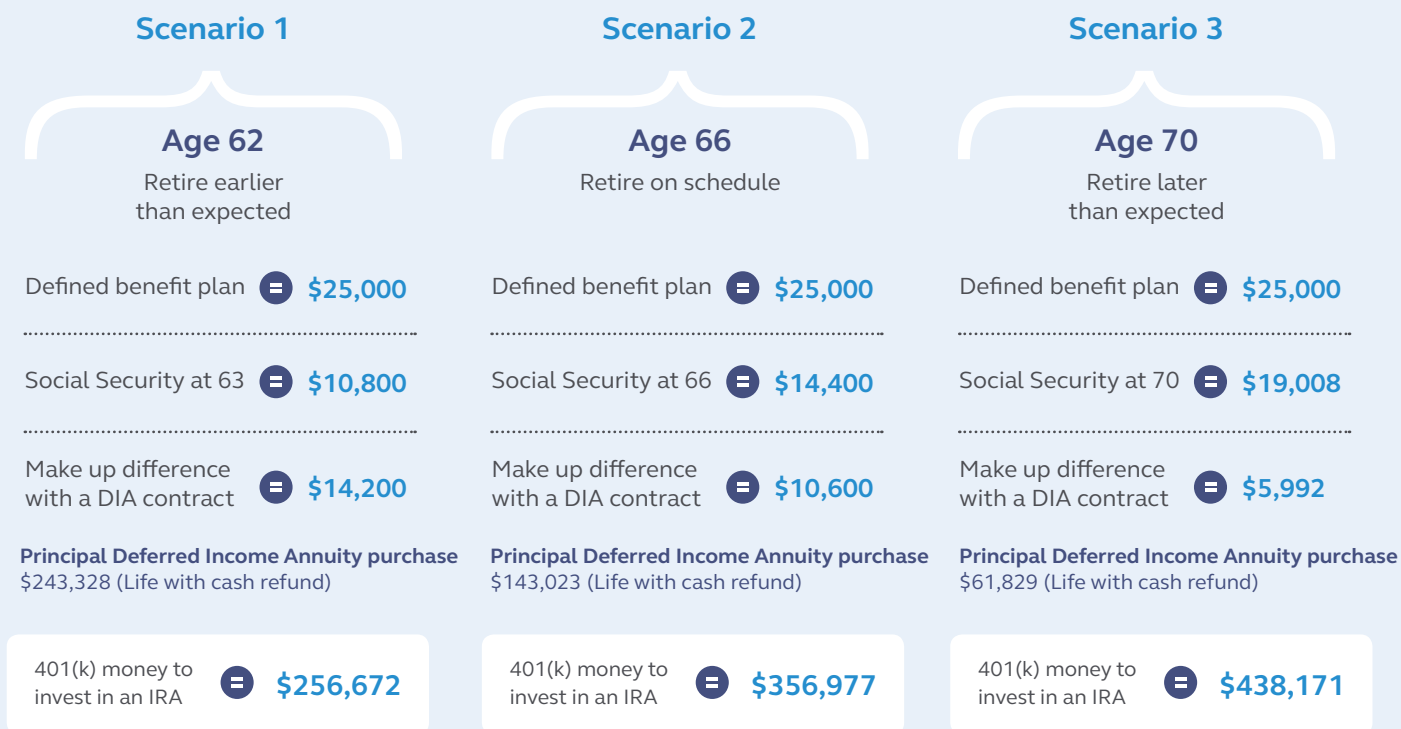 Scenario 1
Age 62
Retire earlier
than expected
Defined benefit plan = $25,000
Social Security at 63 = $10,800
Make up difference
with a DIA contract = $14,200
Principal Deferred Income Annuity purchase
$243,328 (Life with cash refund)
401(k) money to
invest in an IRA = $256,672
Scenario 2
Age 66
Retire on schedule
Defined benefit plan = $25,000
Social Security at 66 = $14,400
Make up difference
with a DIA contract = $10,600
Principal Deferred Income Annuity purchase
$143,023 (Life with cash refund)
401(k) money to
invest in an IRA = $356,977
Scenario 3
Age 70
Retire later
than expected
Defined benefit plan = $25,000
Social Security at 70 = $19,008
Make up difference
with a DIA contract = $5,992
Principal Deferred Income Annuity purchase
$61,829 (Life with cash refund)
401(k) money to
invest in an IRA = $438,171